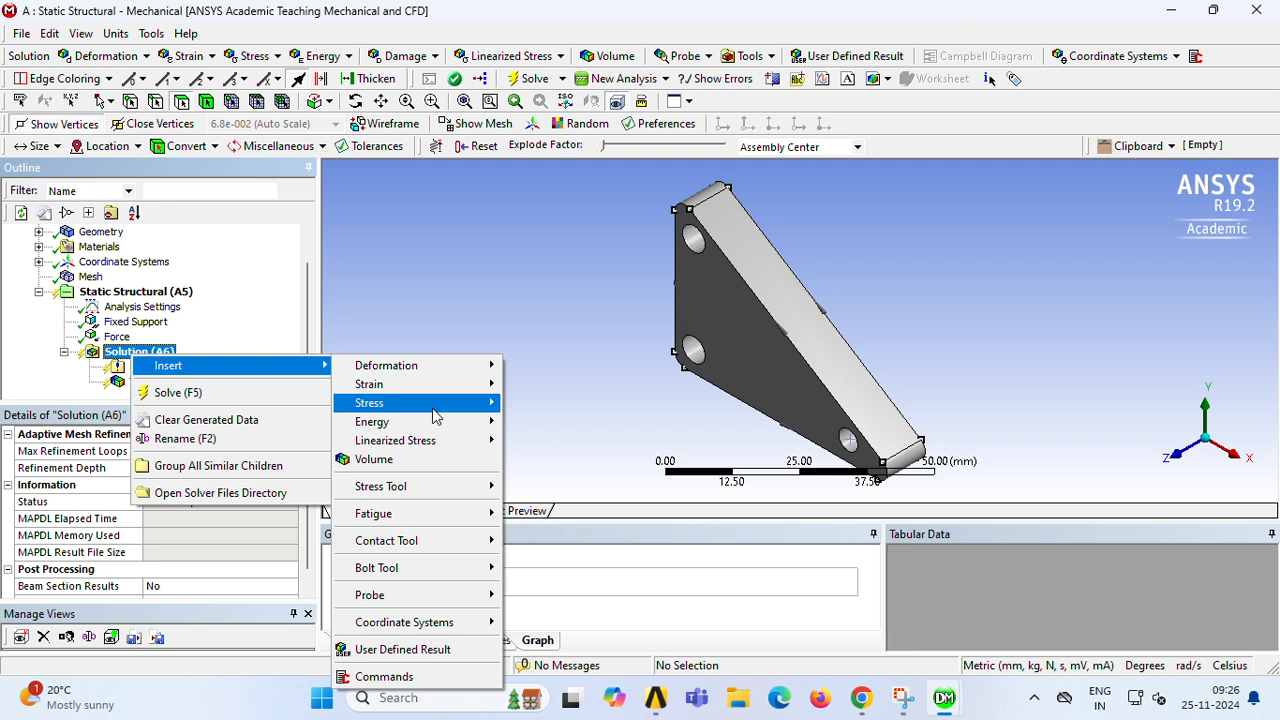 A : Static Structural - Mechanical [ANSYS Academic Teaching Mechanical and CFD]
File Edit View Units Tools Help
Solution Deformation Strain Stress Energy Damage Linearized Stress Volume Probe Tools User Defined Result Campbell Diagram Coordinate Systems
Edge Coloring Thicken Solve New Analysis ?/ Show Errors Worksheet
Show Vertices Close Vertices 6.8e-002 (Auto Scale) Wireframe Show Mesh Random Preferences
Size Location Convert Miscellaneous Tolerances Reset Explode Factor: Assembly Center Clipboard [ Empty ]
Outline
Filter: Name
Geometry
Materials
Coordinate Systems
Mesh
Static Structural (A5)
Analysis Settings
Fixed Support
Force
Solution (A6)
Insert
Solve (F5)
Clear Generated Data
Rename (F2)
Group All Similar Children
Open Solver Files Directory
Deformation
Strain
Stress
Energy
Linearized Stress
Volume
Stress Tool
Fatigue
Contact Tool
Bolt Tool
Probe
Coordinate Systems
User Defined Result
Commands
Details of "Solution (A6)"
Max Refinement Loops
Refinement Depth
Information
Status
MAPDL Elapsed Time
MAPDL Memory Used
MAPDL Result File Size
Post Processing
Beam Section Results No
Manage Views
ANSYS
R19.2
Academic
0.00 25.00 50.00 (mm)
12.50 37.50
Y
Z X
Preview
Tabular Data
Graph
No Messages No Selection Metric (mm, kg, N, s, mV, mA) Degrees rad/s Celsius
1
20°C
Mostly sunny
Search
DM
ENG
IN
09:26
25-11-2024